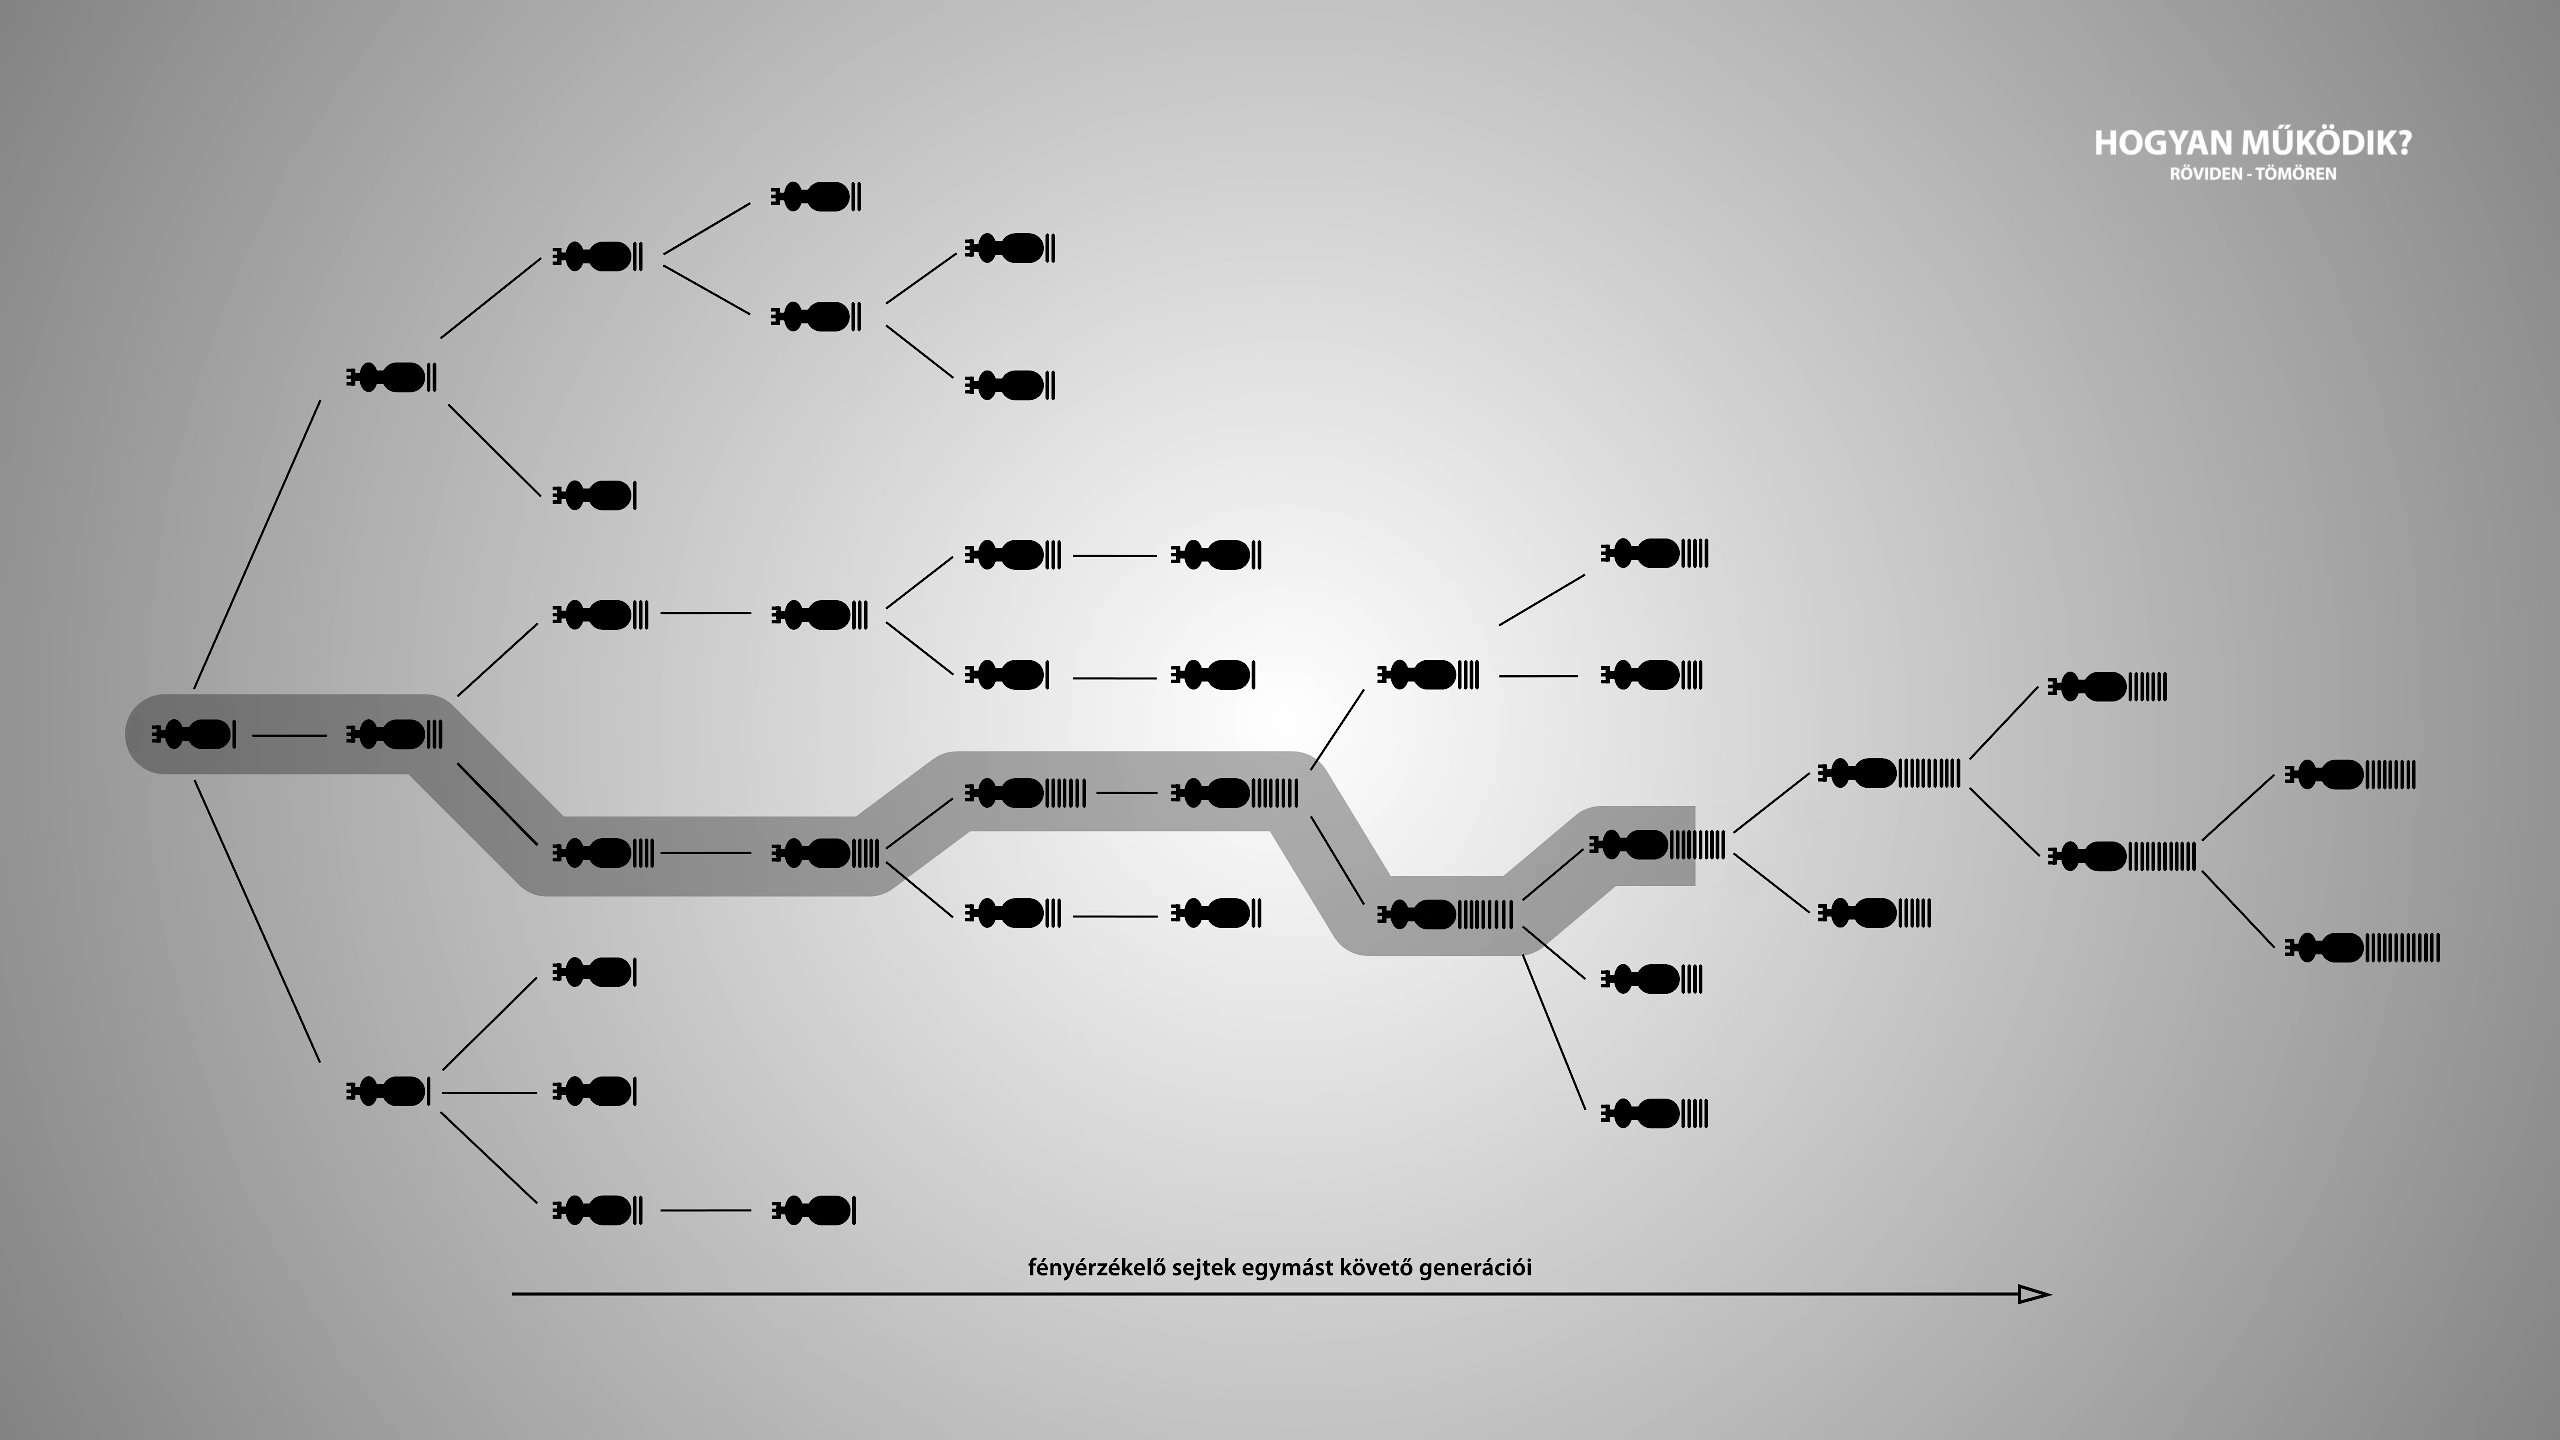 HOGYAN MŰKÖDIK?
RÖVIDEN - TÖMÖREN
fényérzékelő sejtek egymást követő generációi